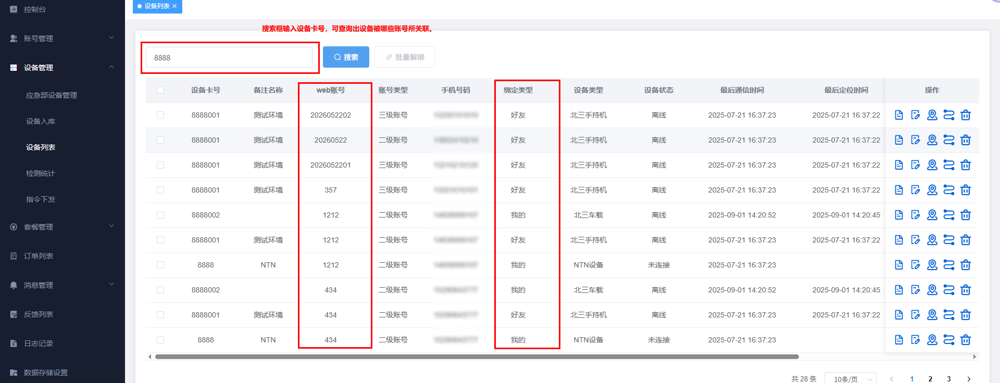 控制台
账号管理
设备管理
应急部设备管理
设备入库
设备列表
检测统计
指令下发
套餐管理
订单列表
消息管理
反馈列表
日志记录
数据存储设置
设备列表 ×
搜索框输入设备卡号，可查询出设备被哪些账号所关联。
8888 搜索 批量解绑
设备卡号 备注名称 web账号 账号类型 手机号码 绑定类型 设备类型 设备状态 最后通信时间 最后定位时间 操作
8888001 测试环境 2026052202 三级账号 好友 北三手持机 离线 2025-07-21 16:37:23 2025-07-21 16:37:22
8888001 测试环境 20260522 二级账号 好友 北三手持机 离线 2025-07-21 16:37:23 2025-07-21 16:37:22
8888001 测试环境 2026052201 三级账号 好友 北三手持机 离线 2025-07-21 16:37:23 2025-07-21 16:37:22
8888001 测试环境 357 三级账号 好友 北三手持机 离线 2025-07-21 16:37:23 2025-07-21 16:37:22
8888002 1212 二级账号 我的 北三车载 离线 2025-09-01 14:20:52 2025-09-01 14:20:45
8888001 测试环境 1212 二级账号 好友 北三手持机 离线 2025-07-21 16:37:23 2025-07-21 16:37:22
8888 NTN 1212 二级账号 我的 NTN设备 未连接 2025-07-21 16:37:23
8888002 434 二级账号 我的 北三车载 离线 2025-09-01 14:20:52 2025-09-01 14:20:45
8888001 测试环境 434 二级账号 好友 北三手持机 离线 2025-07-21 16:37:23 2025-07-21 16:37:22
8888 NTN 434 二级账号 我的 NTN设备 未连接 2025-07-21 16:37:23
共 28 条 10条/页 < 1 2 3 >